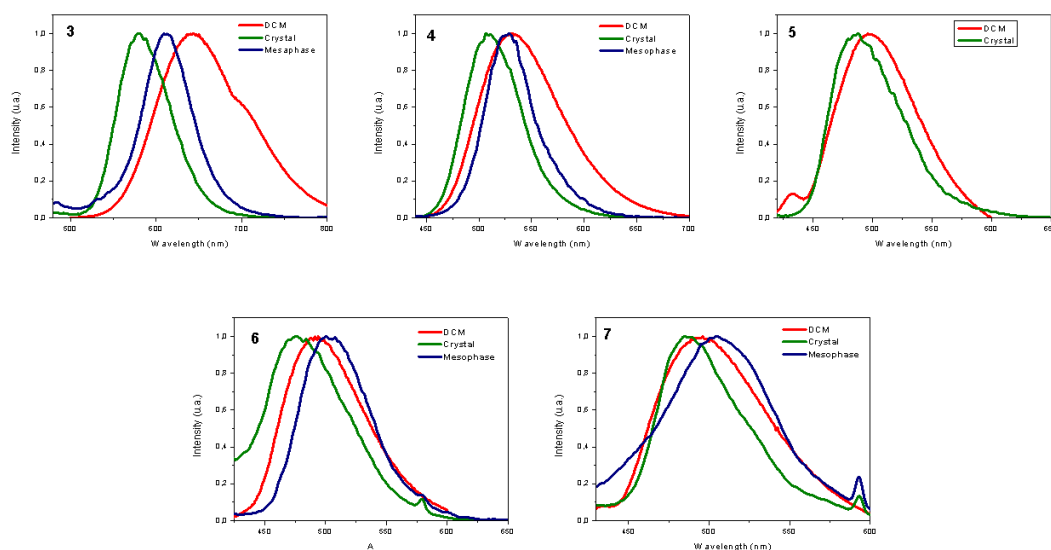 3
DCM
Crystal
Mesaphase
1,0
0,8
0,6
0,4
0,2
0,0
Intensity (u.a.)
500 600 700 800
W avelength (nm)
4
DCM
Crystal
Mesophase
1,0
0,8
0,6
0,4
0,2
0,0
Intensity (u.a.)
450 500 550 600 650 700
W avelength (nm)
5
DCM
Crystal
1,0
0,8
0,6
0,4
0,2
0,0
Intensity (u.a.)
450 500 550 600
W avelength (nm)
6
DCM
Crystal
Mesophase
1,0
0,8
0,6
0,4
0,2
0,0
Intensity (u.a.)
450 500 550 600 650
A
7
DCM
Crystal
Mesophase
1,0
0,8
0,6
0,4
0,2
0,0
Intensity (u.a.)
450 500 550 600
W avelength (nm)